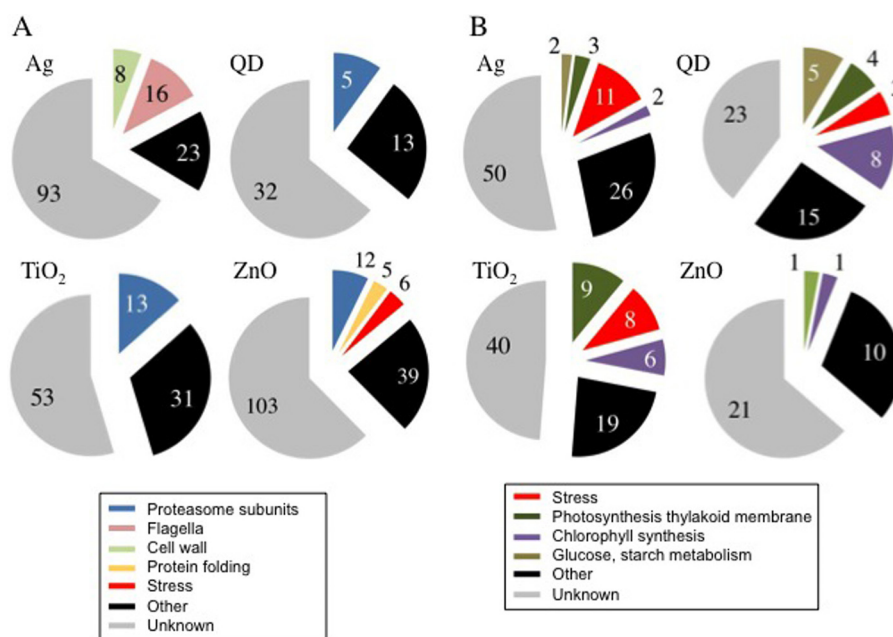 A
B
Ag
8
16
23
93
QD
5
13
32
Ag
2
3
11
2
26
50
QD
5
4
8
15
23
TiO2
13
31
53
ZnO
12
5
6
39
103
TiO2
9
8
6
19
40
ZnO
1
1
10
21
Proteasome subunits
Flagella
Cell wall
Protein folding
Stress
Other
Unknown
Stress
Photosynthesis thylakoid membrane
Chlorophyll synthesis
Glucose, starch metabolism
Other
Unknown